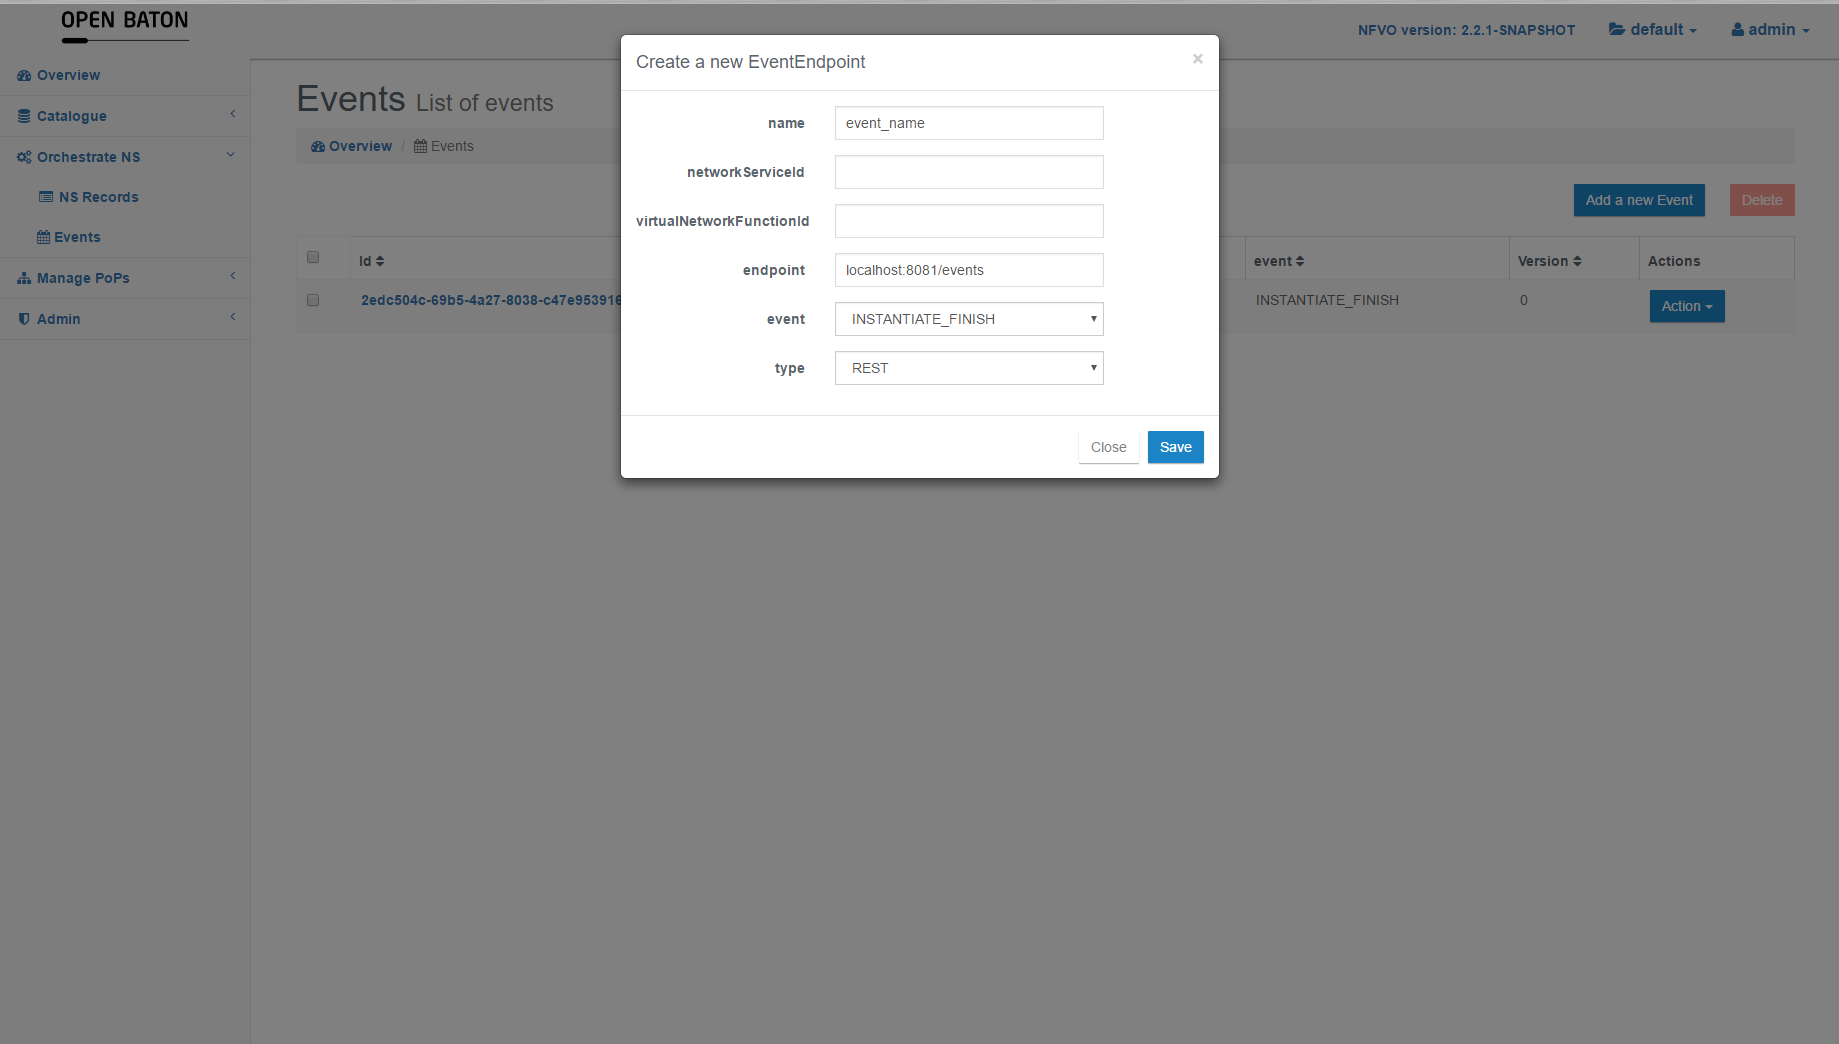 OPEN BATON
NFVO version: 2.2.1-SNAPSHOT
default
admin
Overview
Catalogue
Orchestrate NS
NS Records
Events
Manage PoPs
Admin
Events List of events
Overview / Events
Add a new Event
Delete
Id
event
Version
Actions
2edc504c-69b5-4a27-8038-c47e953916
INSTANTIATE_FINISH
0
Action
Create a new EventEndpoint
×
name
event_name
networkServiceId
virtualNetworkFunctionId
endpoint
localhost:8081/events
event
INSTANTIATE_FINISH
type
REST
Close
Save